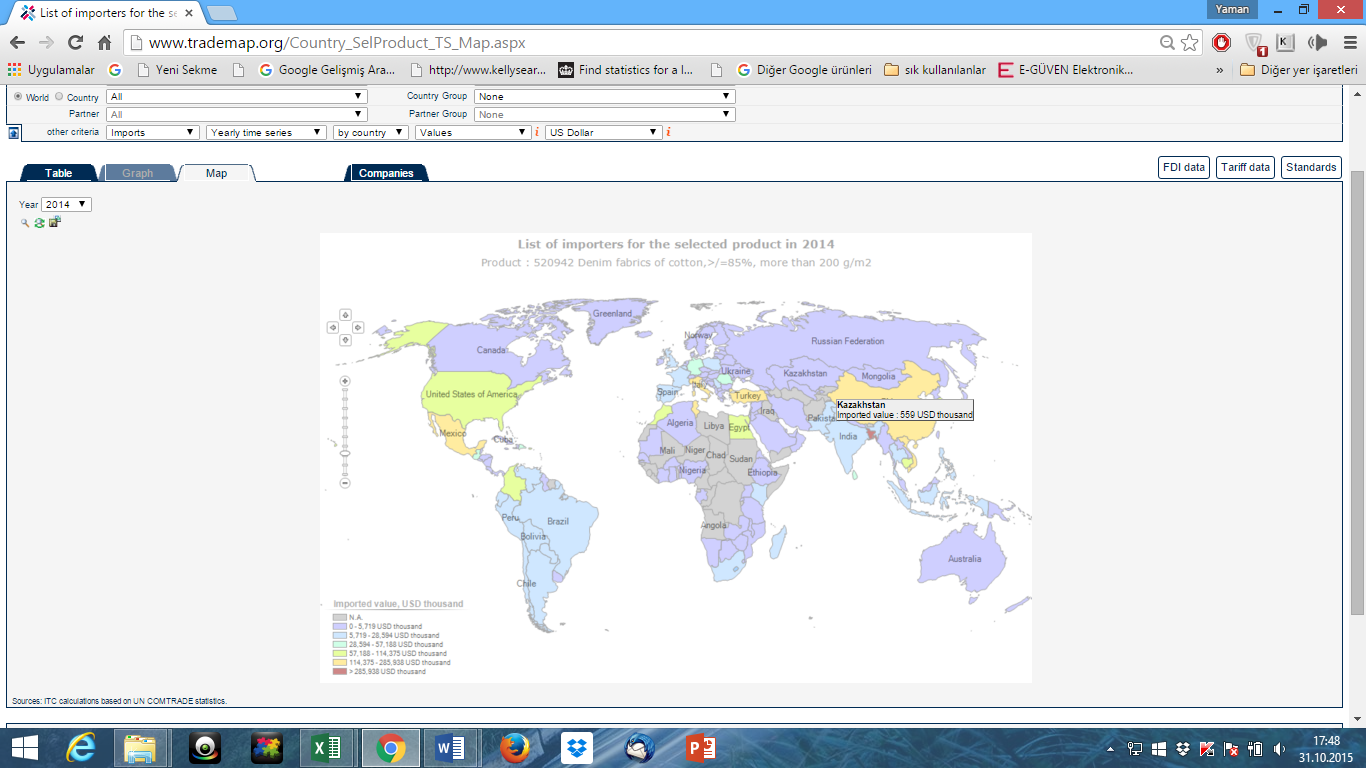 List of importers for the se
Yaman
www.trademap.org/Country_SelProduct_TS_Map.aspx
Uygulamalar
Yeni Sekme
Google Gelişmiş Ara...
http://www.kellysear...
Find statistics for a l...
Diğer Google ürünleri
sık kullanılanlar
E-GÜVEN Elektronik...
»
Diğer yer işaretleri
World Country All Country Group None
Partner All Partner Group None
other criteria Imports Yearly time series by country Values i US Dollar i
Table Graph Map Companies
FDI data Tariff data Standards
Year 2014
List of importers for the selected product in 2014
Product : 520942 Denim fabrics of cotton,>/=85%, more than 200 g/m2
Greenland
Norway
Russian Federation
Canada
Ukraine
Kazakhstan
Mongolia
Italy
Spain
United States of America
Turkey
Kazakhstan
Imported value : 559 USD thousand
Iraq
Pakista
Algeria
Libya
Egypt
Mexico
Cuba
India
Mali
Niger
Chad
Sudan
Nigeria
Ethiopia
Peru
Brazil
Angola
Bolivia
Australia
Chile
Imported value, USD thousand
N.A.
0 - 5,719 USD thousand
5,719 - 28,594 USD thousand
28,594 - 57,188 USD thousand
57,188 - 114,375 USD thousand
114,375 - 285,938 USD thousand
> 285,938 USD thousand
Sources: ITC calculations based on UN COMTRADE statistics.
17:48
31.10.2015